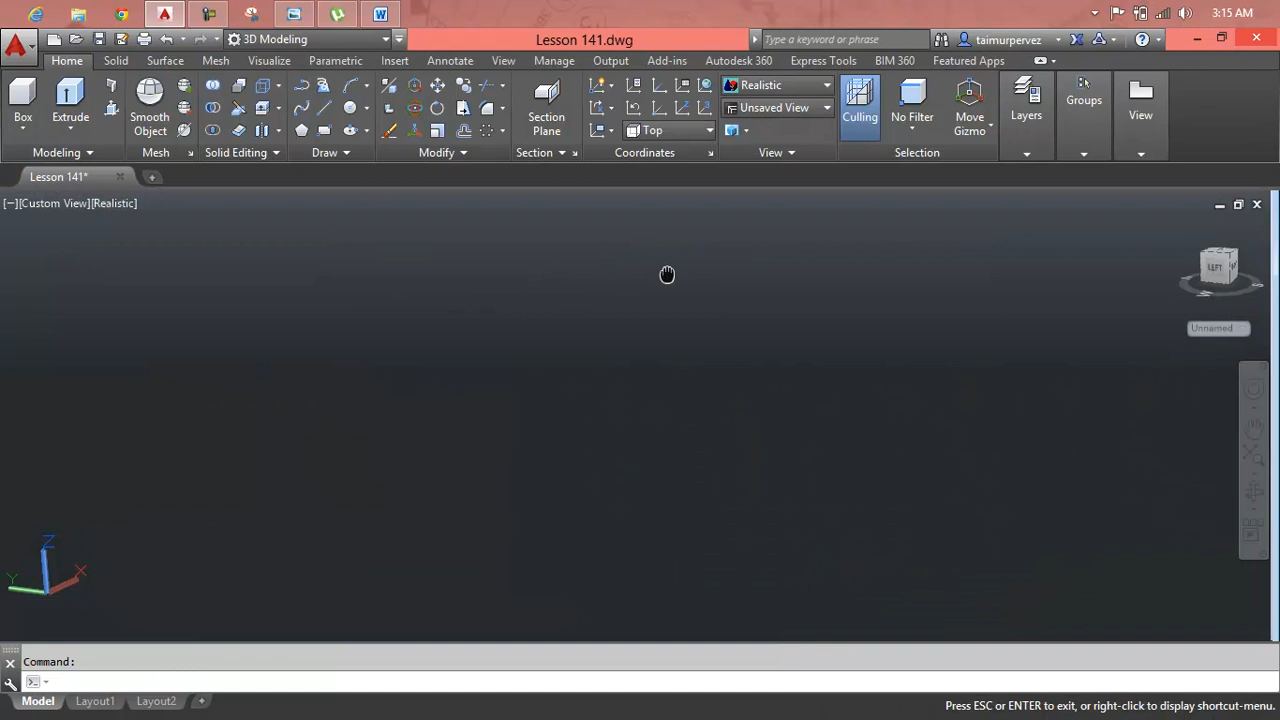 3:15 AM
3D Modeling
Lesson 141.dwg
Type a keyword or phrase
taimurpervez
Home Solid Surface Mesh Visualize Parametric Insert Annotate View Manage Output Add-ins Autodesk 360 Express Tools BIM 360 Featured Apps
Box
Extrude
Smooth Object
Section Plane
Realistic
Unsaved View
Top
Culling
No Filter
Move Gizmo
Layers
Groups
View
Modeling Mesh Solid Editing Draw Modify Section Coordinates View Selection
Lesson 141*
[−][Custom View][Realistic]
LEFT
Unnamed
Z
Y
X
Command:
Model Layout1 Layout2
Press ESC or ENTER to exit, or right-click to display shortcut-menu.